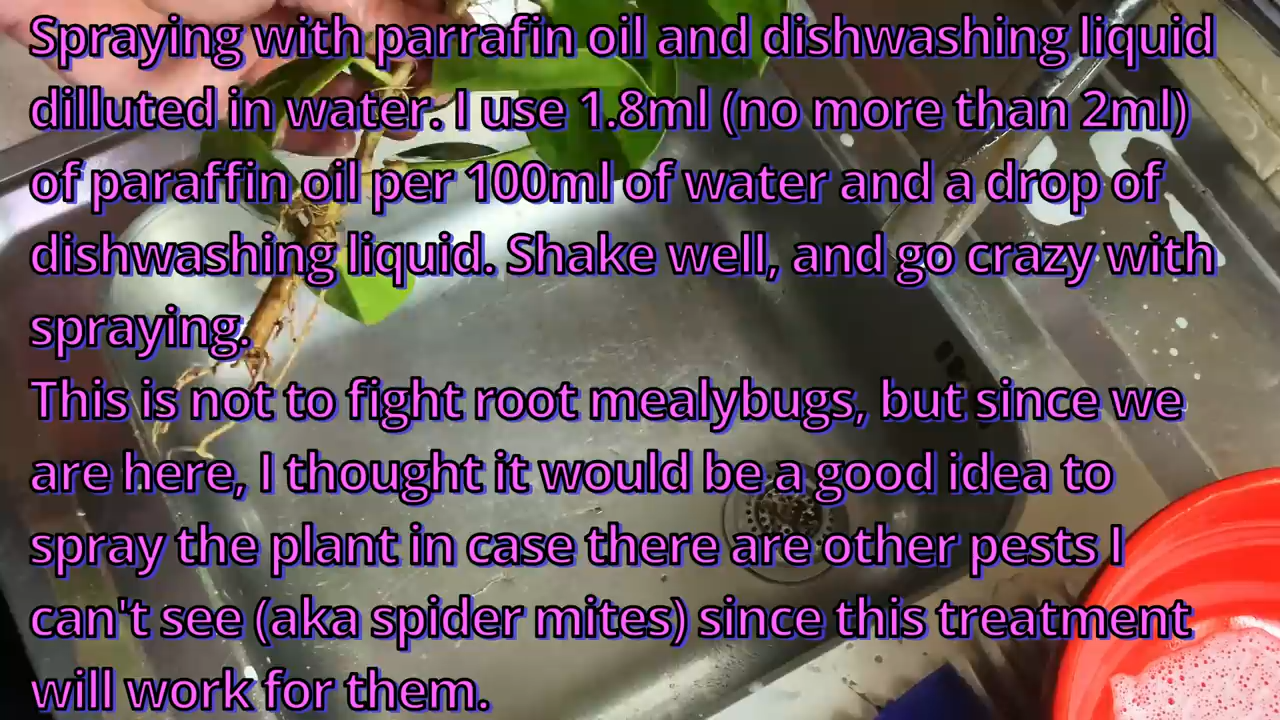 Spraying with parrafin oil and dishwashing liquid
dilluted in water. I use 1.8ml (no more than 2ml)
of paraffin oil per 100ml of water and a drop of
dishwashing liquid. Shake well, and go crazy with
spraying.
This is not to fight root mealybugs, but since we
are here, I thought it would be a good idea to
spray the plant in case there are other pests I
can't see (aka spider mites) since this treatment
will work for them.